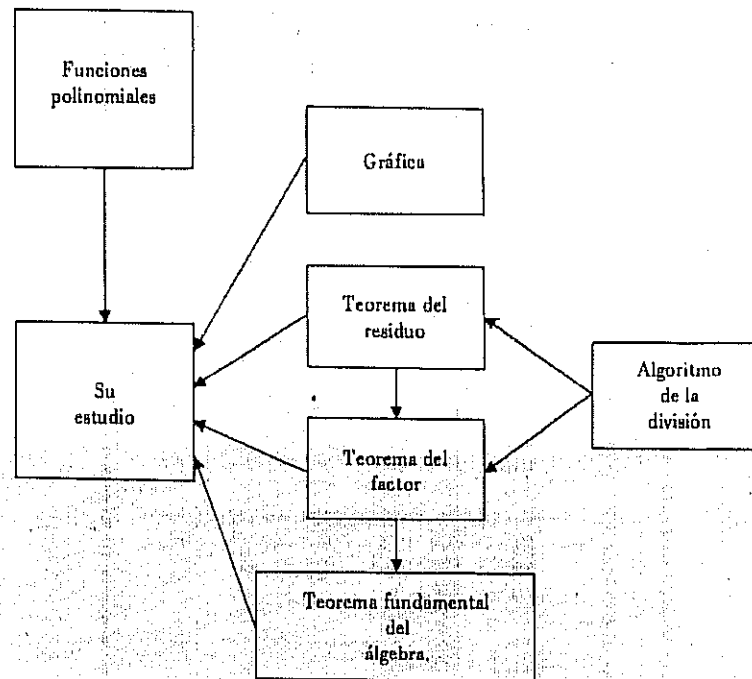 Funciones
polinomiales
Gráfica
Teorema del
residuo
Su
estudio
Algoritmo
de la
división
Teorema del
factor
Teorema fundamental
del
álgebra.